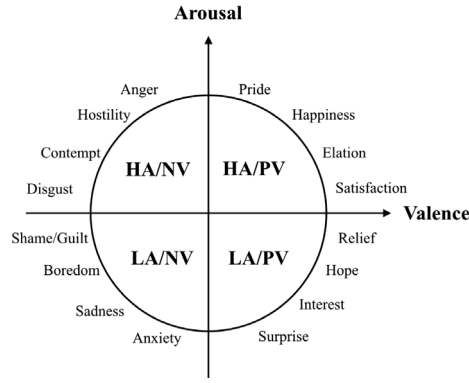 Arousal
Anger
Pride
Hostility
Happiness
Contempt
Elation
HA/NV
HA/PV
Disgust
Satisfaction
Valence
Shame/Guilt
Relief
LA/NV
LA/PV
Boredom
Hope
Sadness
Interest
Anxiety
Surprise